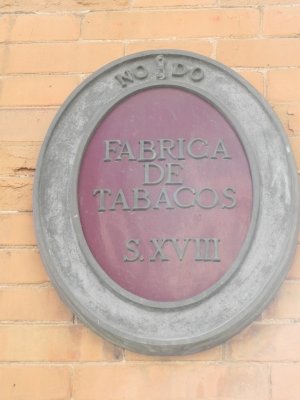 NO8DO
FABRICA
DE
TABACOS
S.XVIII